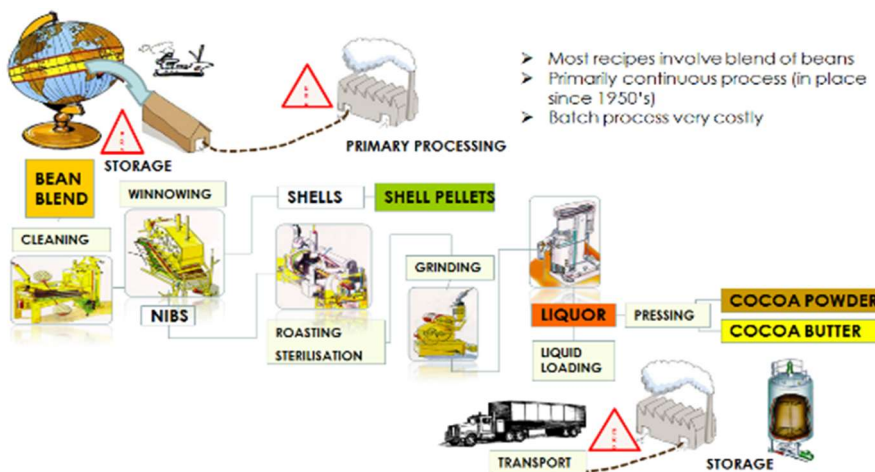 Most recipes involve blend of beans
Primarily continuous process (in place
since 1950's)
Batch process very costly
STORAGE
PRIMARY PROCESSING
BEAN
BLEND
WINNOWING
SHELLS
SHELL PELLETS
CLEANING
GRINDING
NIBS
ROASTING
STERILISATION
LIQUOR
PRESSING
COCOA POWDER
COCOA BUTTER
LIQUID
LOADING
TRANSPORT
STORAGE